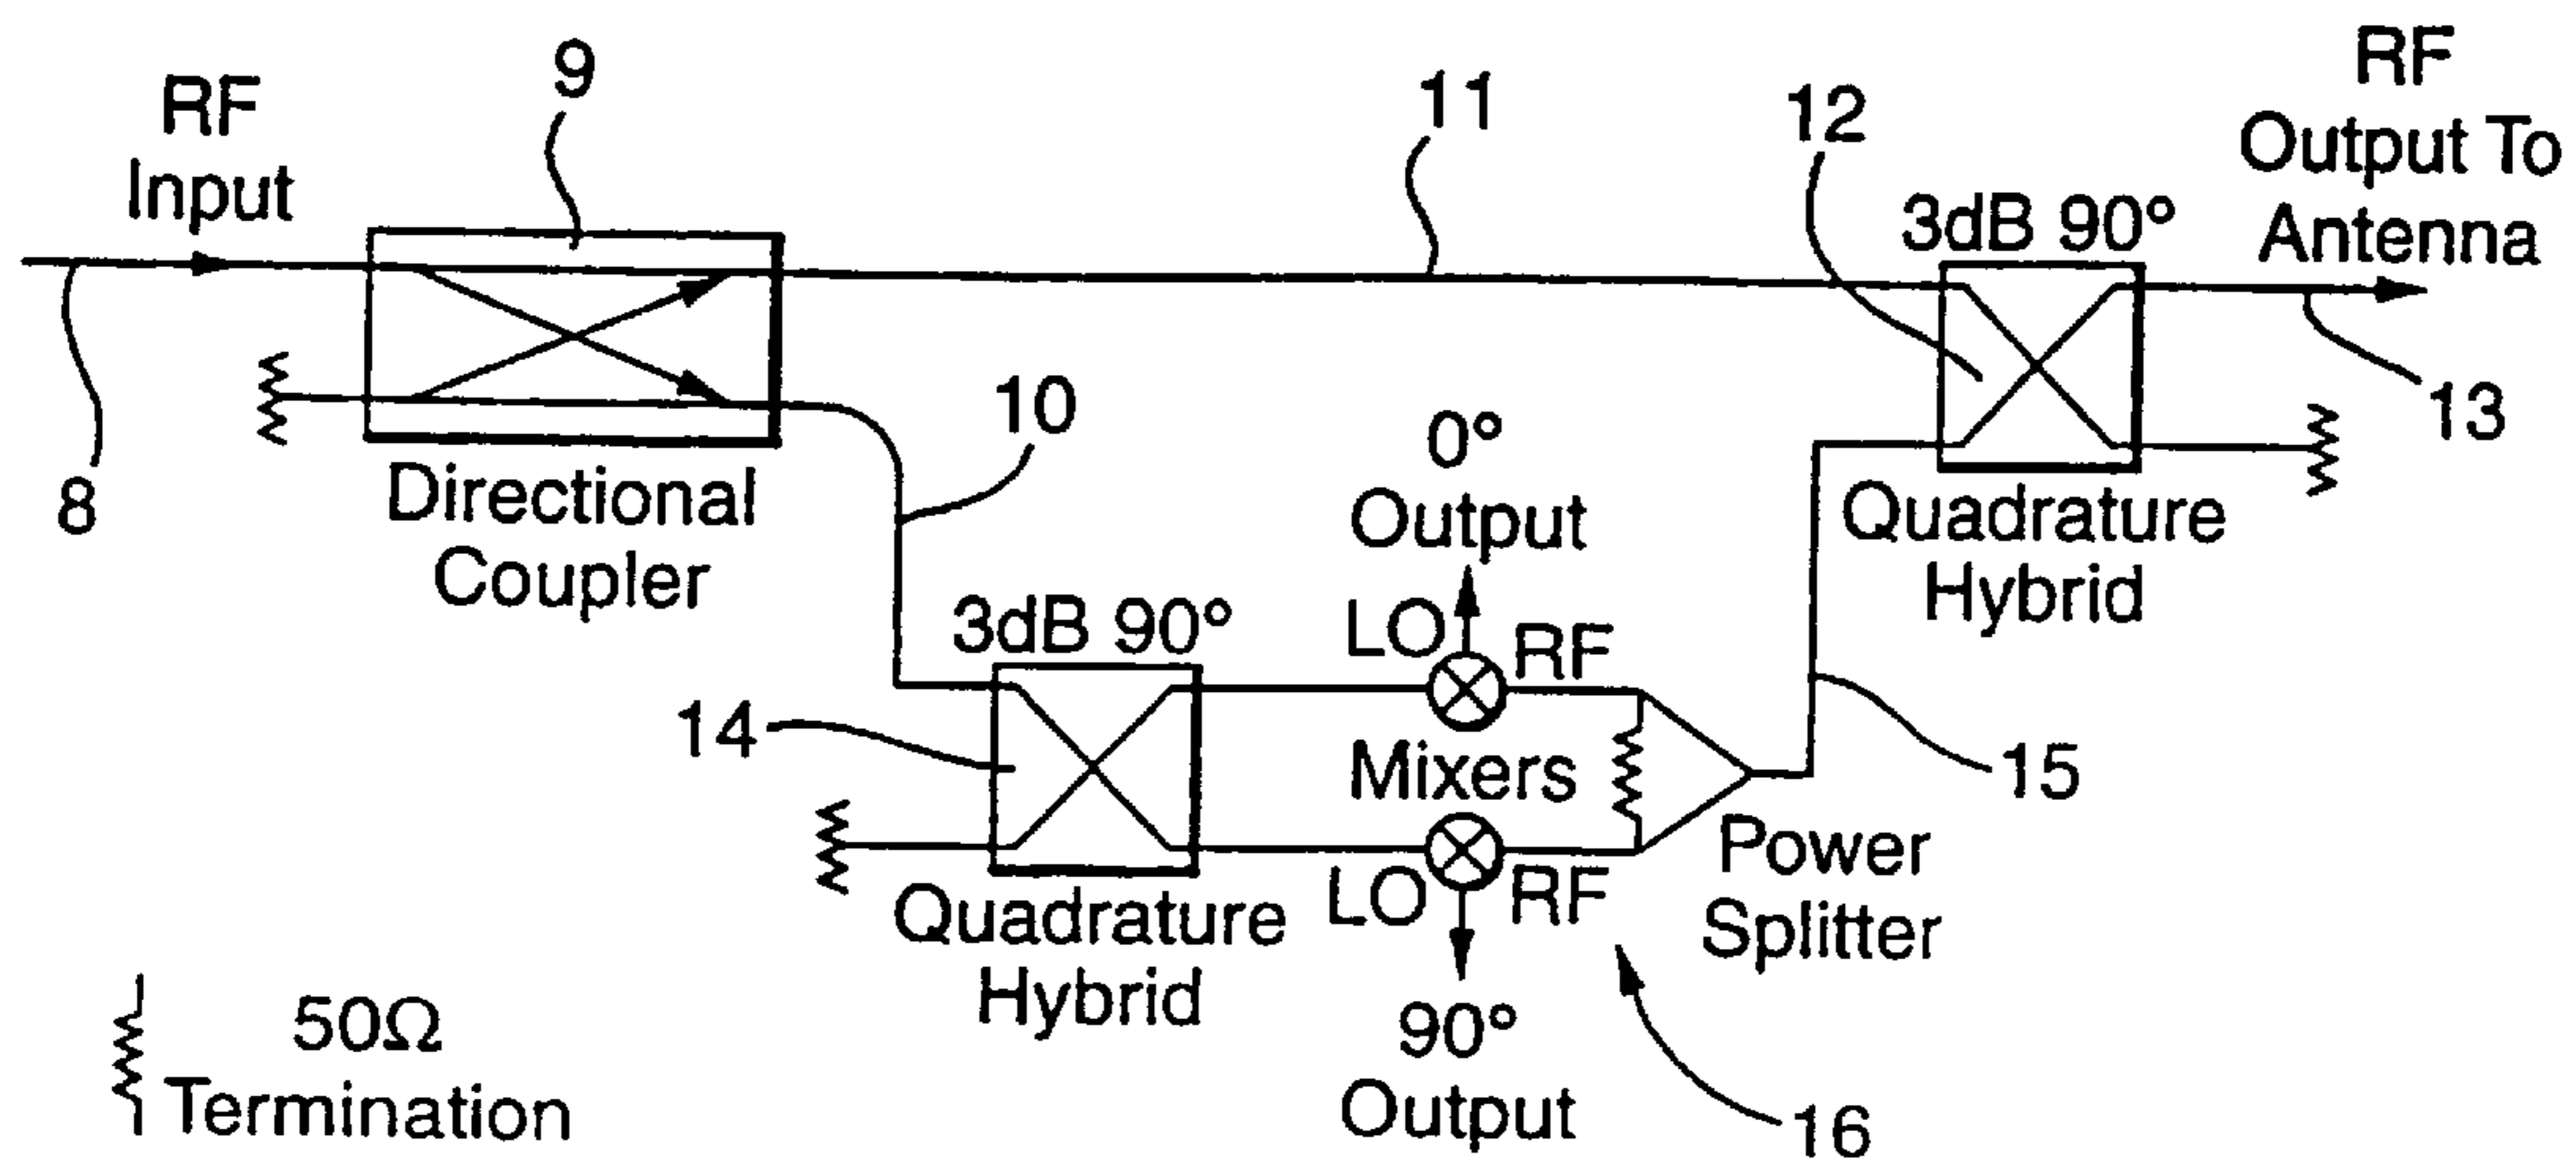 RF
Input
9
11
12
RF
Output To
Antenna
3dB 90°
8
Directional
Coupler
10
0°
Output
13
Quadrature
Hybrid
3dB 90°
LO
RF
14
Mixers
15
LO
RF
Power
Splitter
Quadrature
Hybrid
90°
Output
16
50Ω
Termination